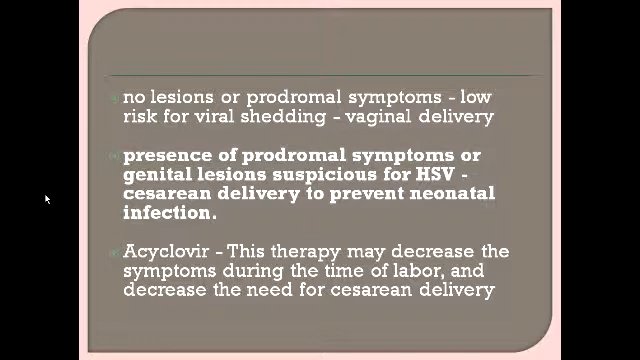 no lesions or prodromal symptoms - low
risk for viral shedding - vaginal delivery
presence of prodromal symptoms or
genital lesions suspicious for HSV -
cesarean delivery to prevent neonatal
infection.
Acyclovir - This therapy may decrease the
symptoms during the time of labor, and
decrease the need for cesarean delivery